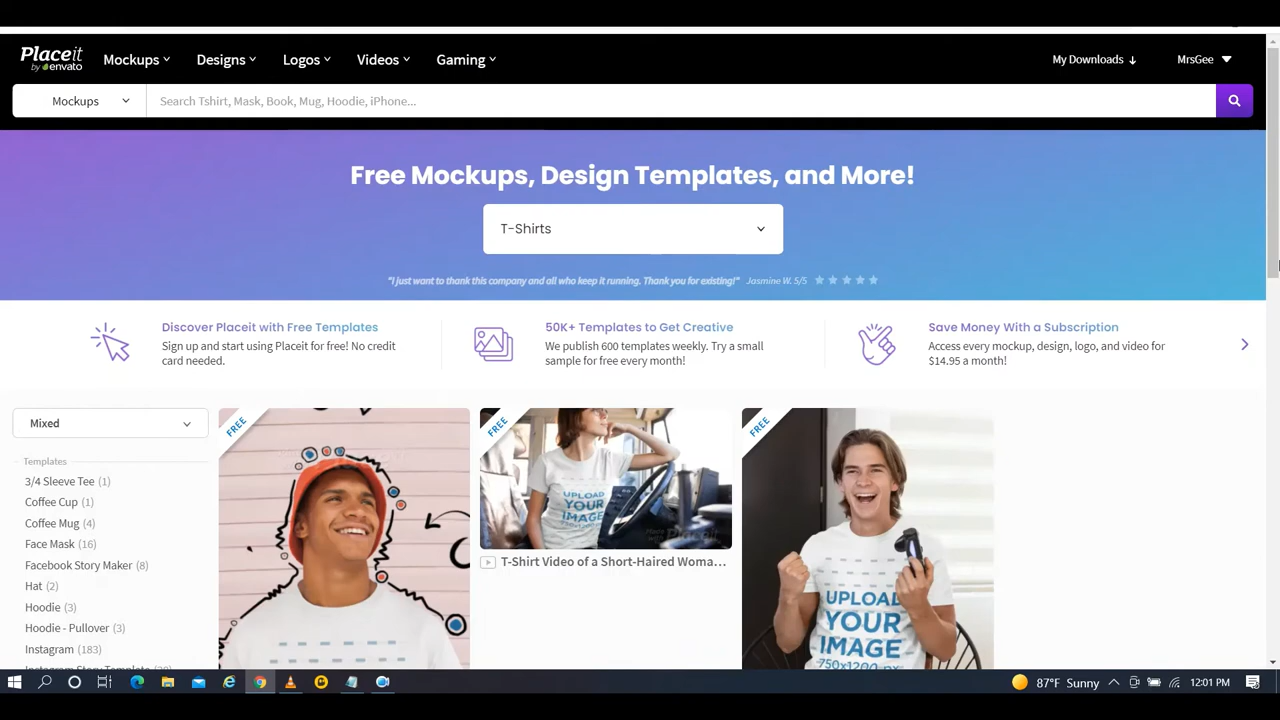 Placeit
by envato
Mockups
Designs
Logos
Videos
Gaming
My Downloads
MrsGee
Mockups
Search Tshirt, Mask, Book, Mug, Hoodie, iPhone...
Free Mockups, Design Templates, and More!
T-Shirts
"I just want to thank this company and all who keep it running. Thank you for existing!" Jasmine W. 5/5
Discover Placeit with Free Templates
Sign up and start using Placeit for free! No credit
card needed.
50K+ Templates to Get Creative
We publish 600 templates weekly. Try a small
sample for free every month!
Save Money With a Subscription
Access every mockup, design, logo, and video for
$14.95 a month!
Mixed
Templates
3/4 Sleeve Tee (1)
Coffee Cup (1)
Coffee Mug (4)
Face Mask (16)
Facebook Story Maker (8)
Hat (2)
Hoodie (3)
Hoodie - Pullover (3)
Instagram (183)
Instagram Story Template
FREE
FREE
UPLOAD
YOUR
IMAGE
T-Shirt Video of a Short-Haired Woma...
FREE
UPLOAD
YOUR
IMAGE
750x1200 px
87°F Sunny
12:01 PM